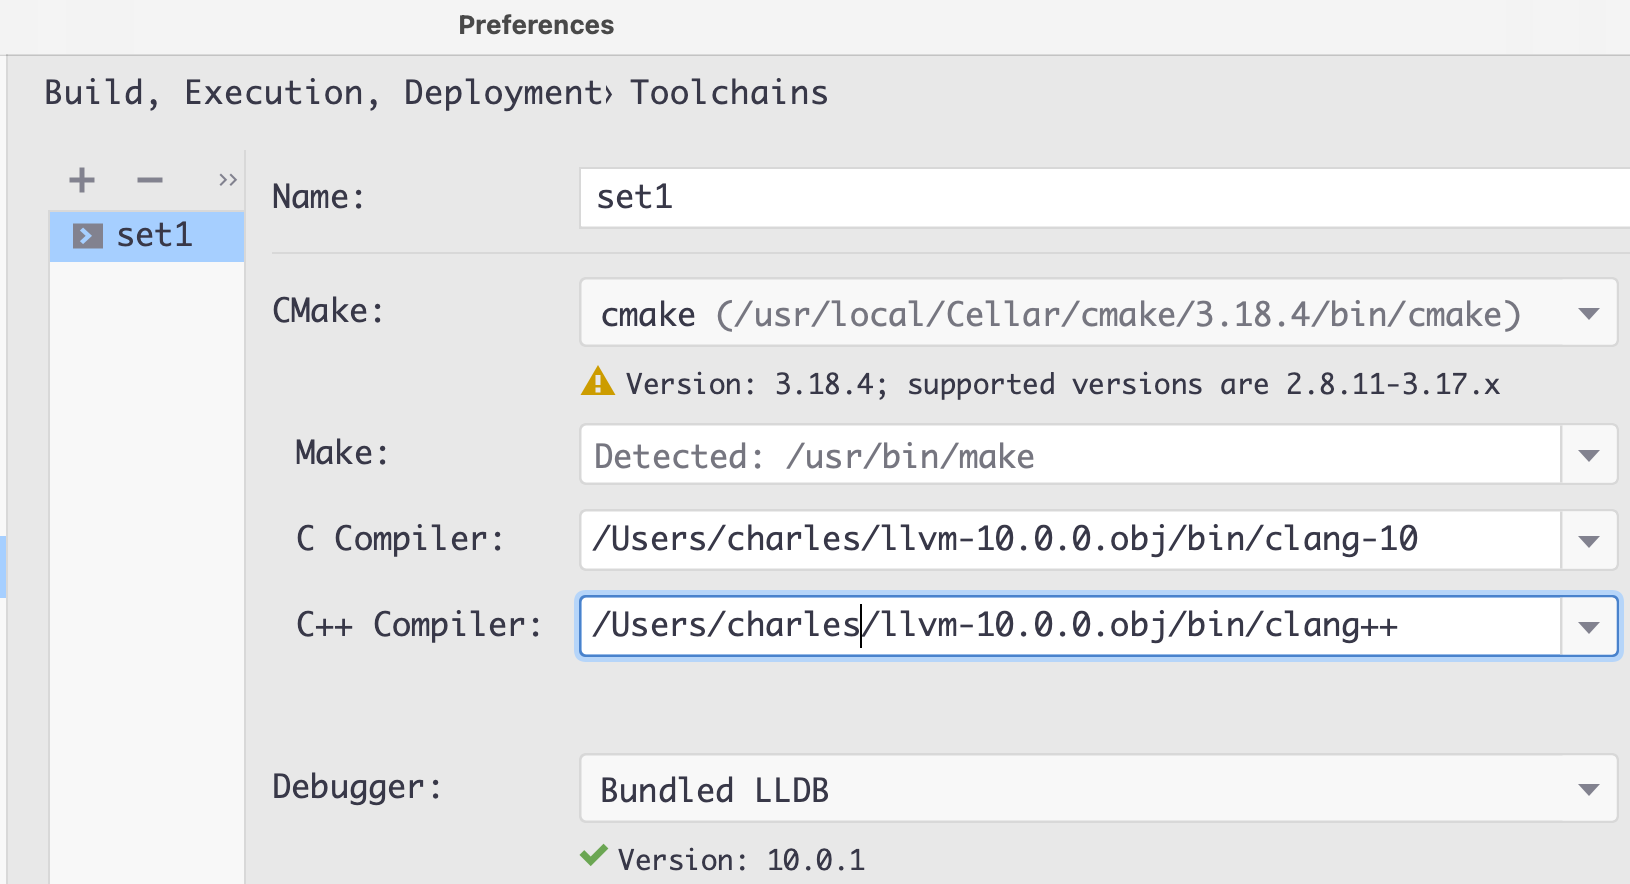 Preferences
Build, Execution, Deployment› Toolchains
set1
Name: set1
CMake: cmake (/usr/local/Cellar/cmake/3.18.4/bin/cmake)
Version: 3.18.4; supported versions are 2.8.11-3.17.x
Make: Detected: /usr/bin/make
C Compiler: /Users/charles/llvm-10.0.0.obj/bin/clang-10
C++ Compiler: /Users/charles/llvm-10.0.0.obj/bin/clang++
Debugger: Bundled LLDB
Version: 10.0.1